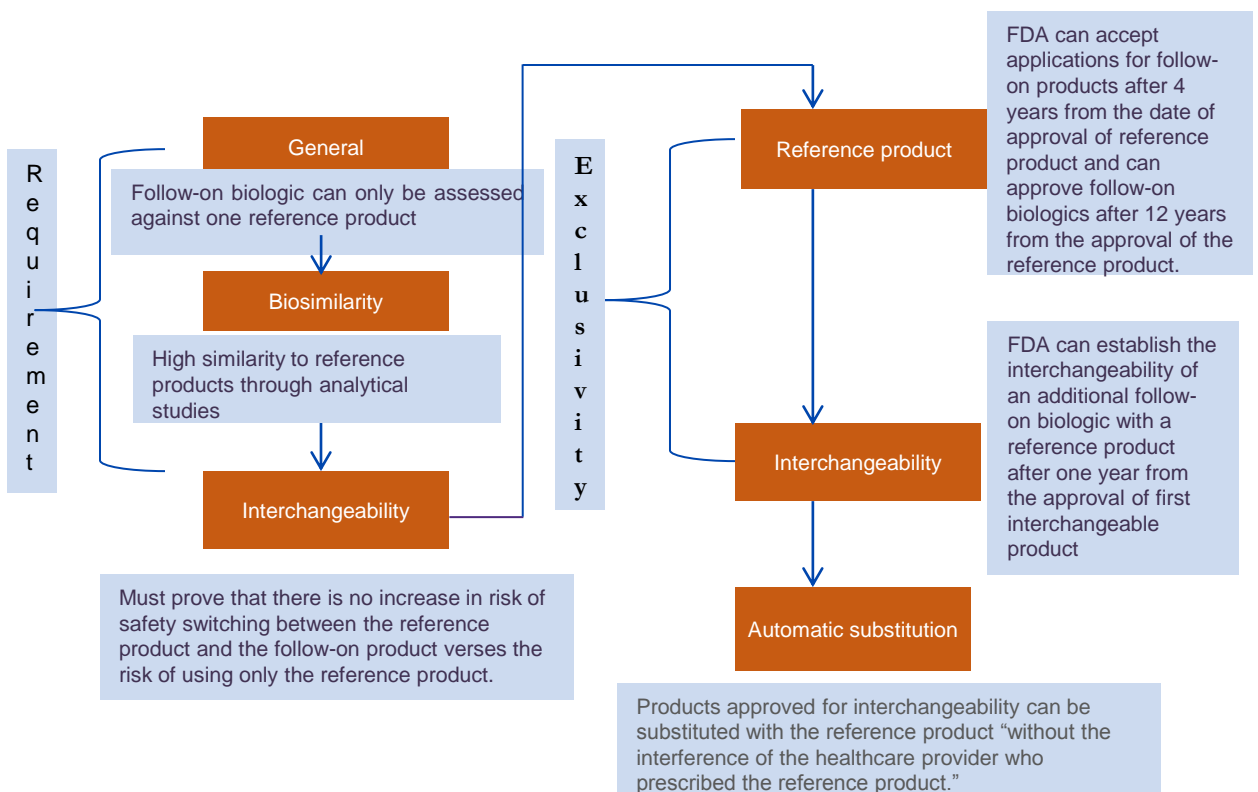 Requirement
General
Follow-on biologic can only be assessed
against one reference product
Biosimilarity
High similarity to reference
products through analytical
studies
Interchangeability
Must prove that there is no increase in risk of
safety switching between the reference
product and the follow-on product verses the
risk of using only the reference product.
Exclusivity
Reference product
FDA can accept
applications for follow-
on products after 4
years from the date of
approval of reference
product and can
approve follow-on
biologics after 12 years
from the approval of the
reference product.
Interchangeability
FDA can establish the
interchangeability of
an additional follow-
on biologic with a
reference product
after one year from
the approval of first
interchangeable
product
Automatic substitution
Products approved for interchangeability can be
substituted with the reference product “without the
interference of the healthcare provider who
prescribed the reference product.”